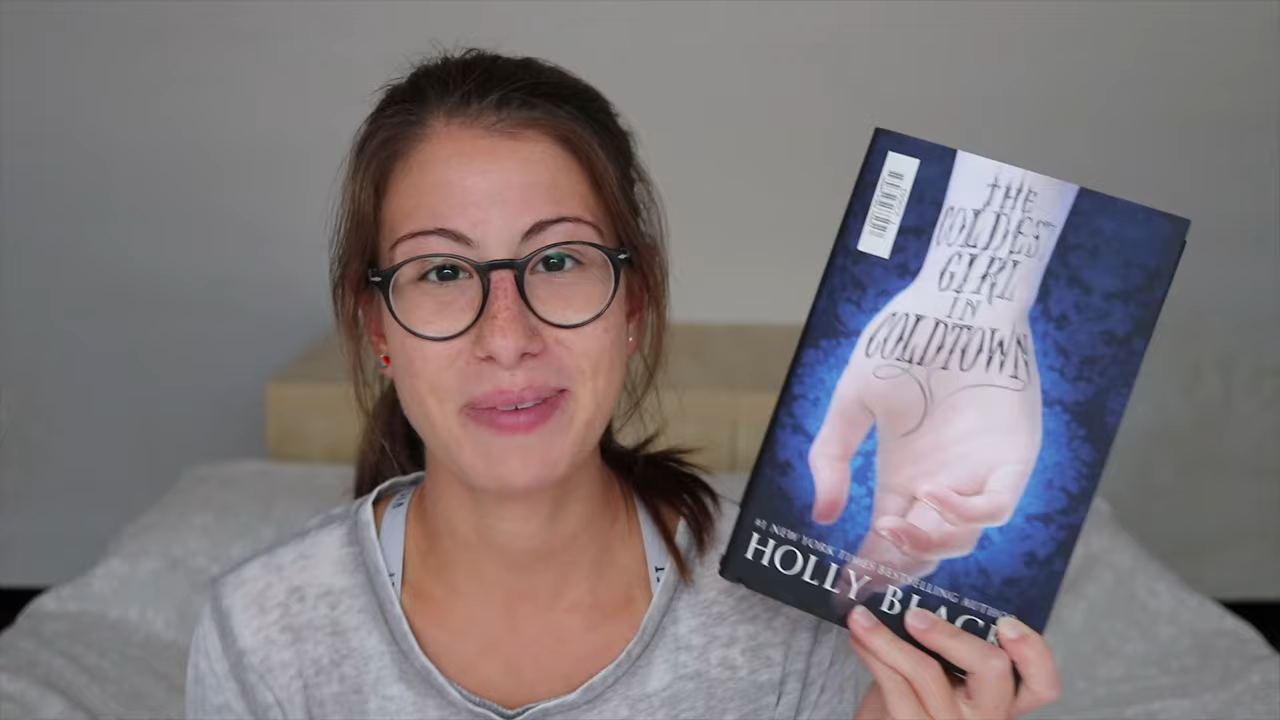 THE
COLDEST
GIRL
IN
COLDTOWN
#1 NEW YORK TIMES BESTSELLING AUTHOR
HOLLY BLACK